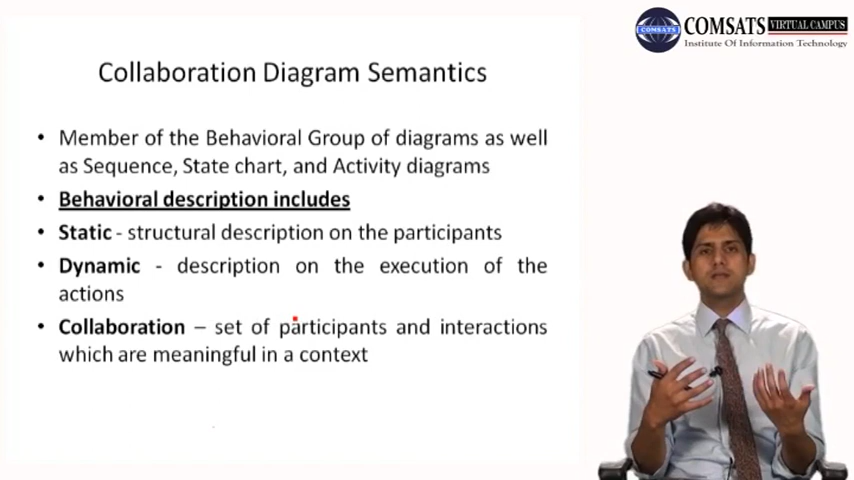 COMSATS VIRTUAL CAMPUS
COMSATS
Institute Of Information Technology
Collaboration Diagram Semantics
• Member of the Behavioral Group of diagrams as well
as Sequence, State chart, and Activity diagrams
• Behavioral description includes
• Static - structural description on the participants
• Dynamic - description on the execution of the
actions
• Collaboration – set of participants and interactions
which are meaningful in a context